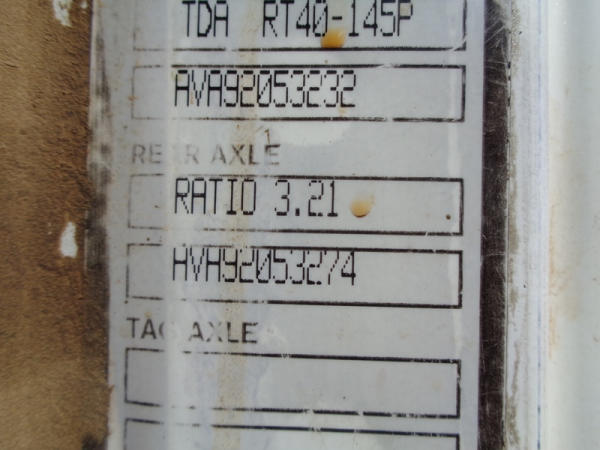 TDA RT40-145P
AVA92053232
REAR AXLE
RATIO 3.21
AVA92053274
TAG AXLE